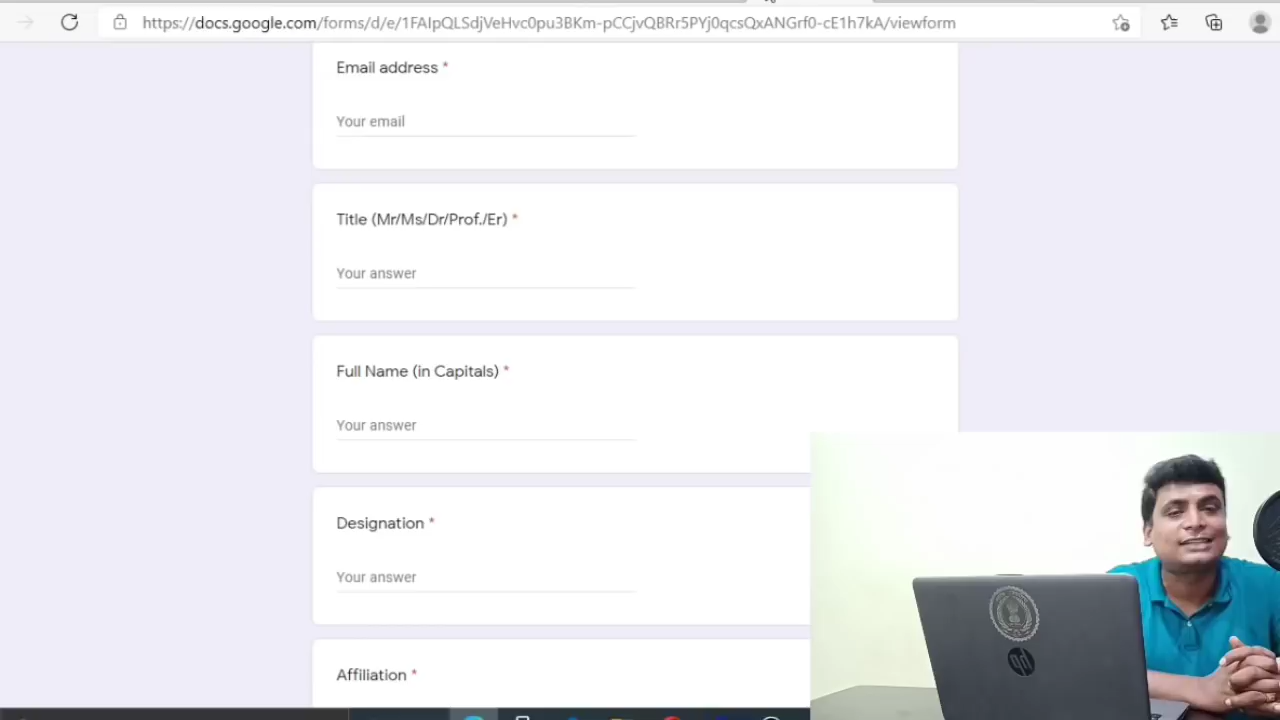 https://docs.google.com/forms/d/e/1FAIpQLSdjVeHvc0pu3BKm-pCCjvQBRr5PYj0qcsQxANGrf0-cE1h7kA/viewform
Email address *
Your email
Title (Mr/Ms/Dr/Prof./Er) *
Your answer
Full Name (in Capitals) *
Your answer
Designation *
Your answer
Affiliation *
hp